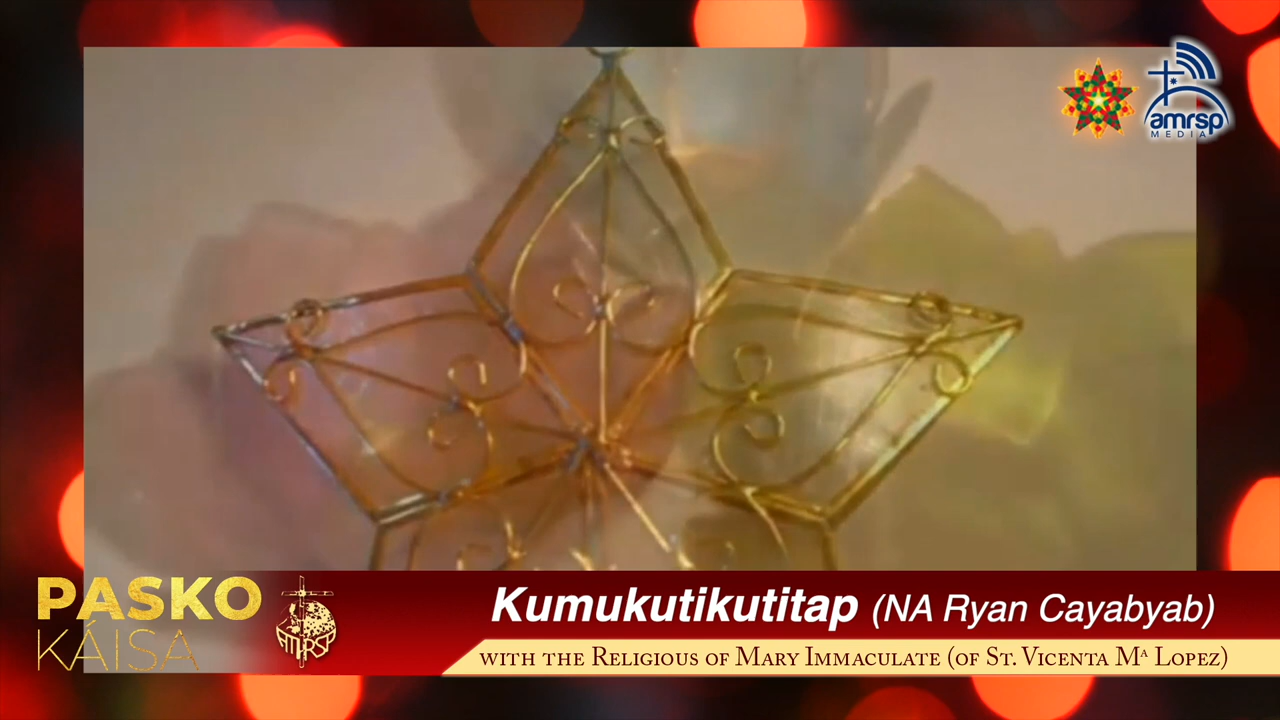 amrsp
MEDIA
PASKO
KÁISA
AMRSP
Kumukutikutitap (NA Ryan Cayabyab)
WITH THE RELIGIOUS OF MARY IMMACULATE (OF ST. VICENTA Mᴬ LOPEZ)